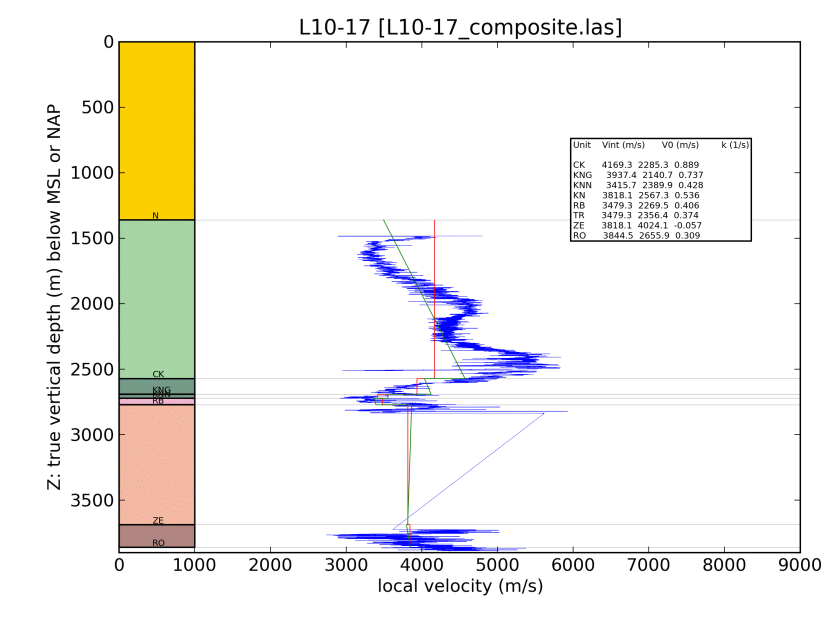 L10-17 [L10-17_composite.las]
Z: true vertical depth (m) below MSL or NAP
0
500
1000
1500
2000
2500
3000
3500
N
CK
KNG
RB
ZE
RO
Unit Vint (m/s) V0 (m/s) k (1/s)
CK 4169.3 2285.3 0.889
KNG 3937.4 2140.7 0.737
KNN 3415.7 2389.9 0.428
KN 3818.1 2567.3 0.536
RB 3479.3 2269.5 0.406
TR 3479.3 2356.4 0.374
ZE 3818.1 4024.1 -0.057
RO 3844.5 2655.9 0.309
0 1000 2000 3000 4000 5000 6000 7000 8000 9000
local velocity (m/s)